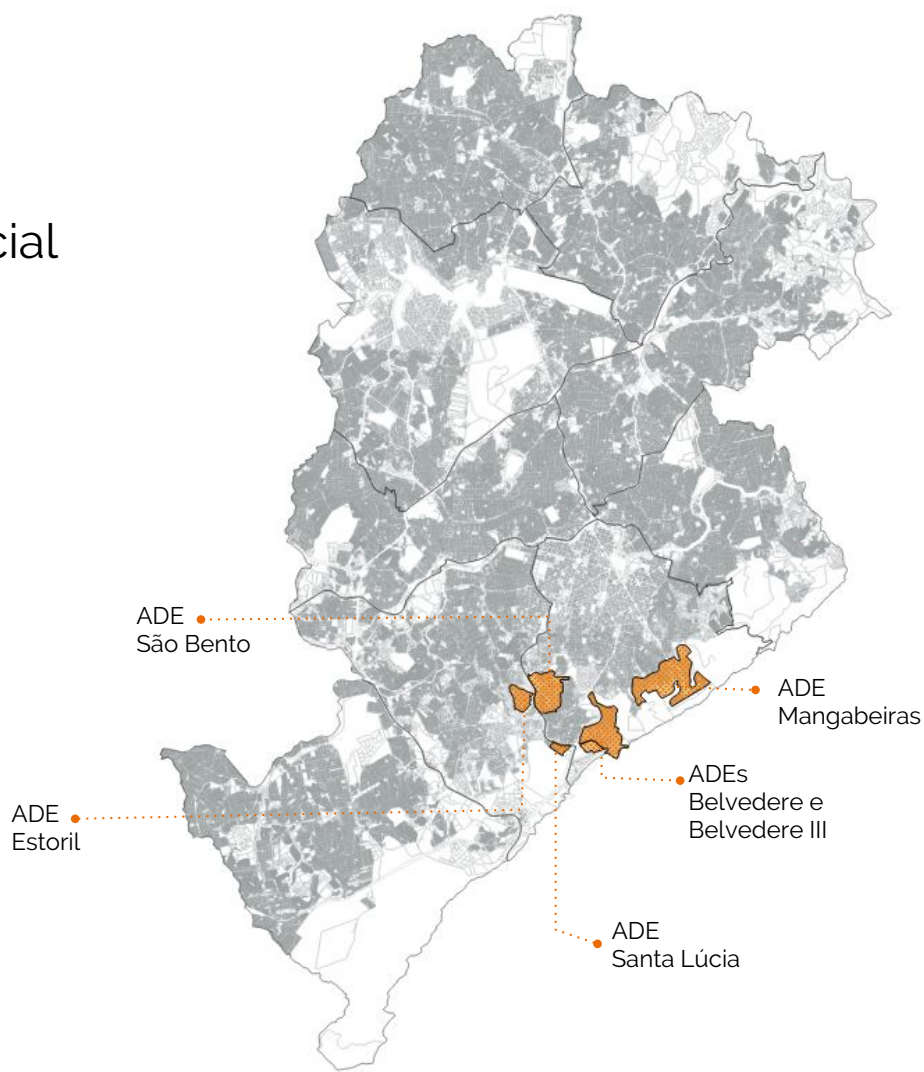 cial
ADE
São Bento
ADE
Mangabeiras
ADEs
Belvedere e
Belvedere III
ADE
Estoril
ADE
Santa Lúcia